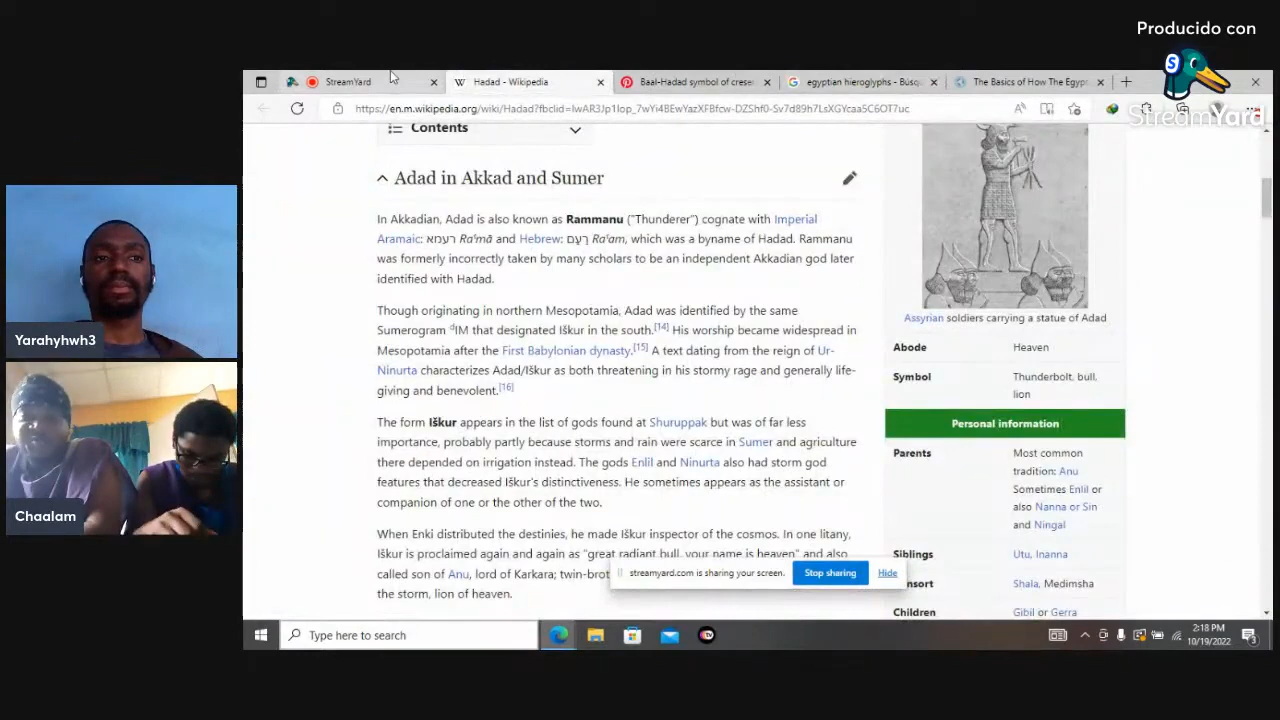 Producido con
StreamYard
StreamYard
Hadad - Wikipedia
Baal-Hadad symbol of crese
egyptian hieroglyphs - Búsq
The Basics of How The Egyp
Contents
Adad in Akkad and Sumer
In Akkadian, Adad is also known as Rammanu ("Thunderer") cognate with Imperial
Aramaic: רעמא Raˁmā and Hebrew: רַעַם Raˁam, which was a byname of Hadad. Rammanu
was formerly incorrectly taken by many scholars to be an independent Akkadian god later
identified with Hadad.
Though originating in northern Mesopotamia, Adad was identified by the same
Sumerogram dIM that designated Iškur in the south.[14] His worship became widespread in
Mesopotamia after the First Babylonian dynasty.[15] A text dating from the reign of Ur-
Ninurta characterizes Adad/Iškur as both threatening in his stormy rage and generally life-
giving and benevolent.[16]
The form Iškur appears in the list of gods found at Shuruppak but was of far less
importance, probably partly because storms and rain were scarce in Sumer and agriculture
there depended on irrigation instead. The gods Enlil and Ninurta also had storm god
features that decreased Iškur's distinctiveness. He sometimes appears as the assistant or
companion of one or the other of the two.
When Enki distributed the destinies, he made Iškur inspector of the cosmos. In one litany,
Iškur is proclaimed again and again as "great radiant bull, your name is heaven" and also
called son of Anu, lord of Karkara; twin-brot
the storm, lion of heaven.
Assyrian soldiers carrying a statue of Adad
Abode Heaven
Symbol Thunderbolt, bull,
lion
Personal information
Parents Most common
tradition: Anu
Sometimes Enlil or
also Nanna or Sin
and Ningal
Siblings Utu, Inanna
onsort Shala, Medimsha
Children Gibil or Gerra
streamyard.com is sharing your screen.
Stop sharing
Hide
Yarahyhwh3
Chaalam
Type here to search
2:18 PM
10/19/2022